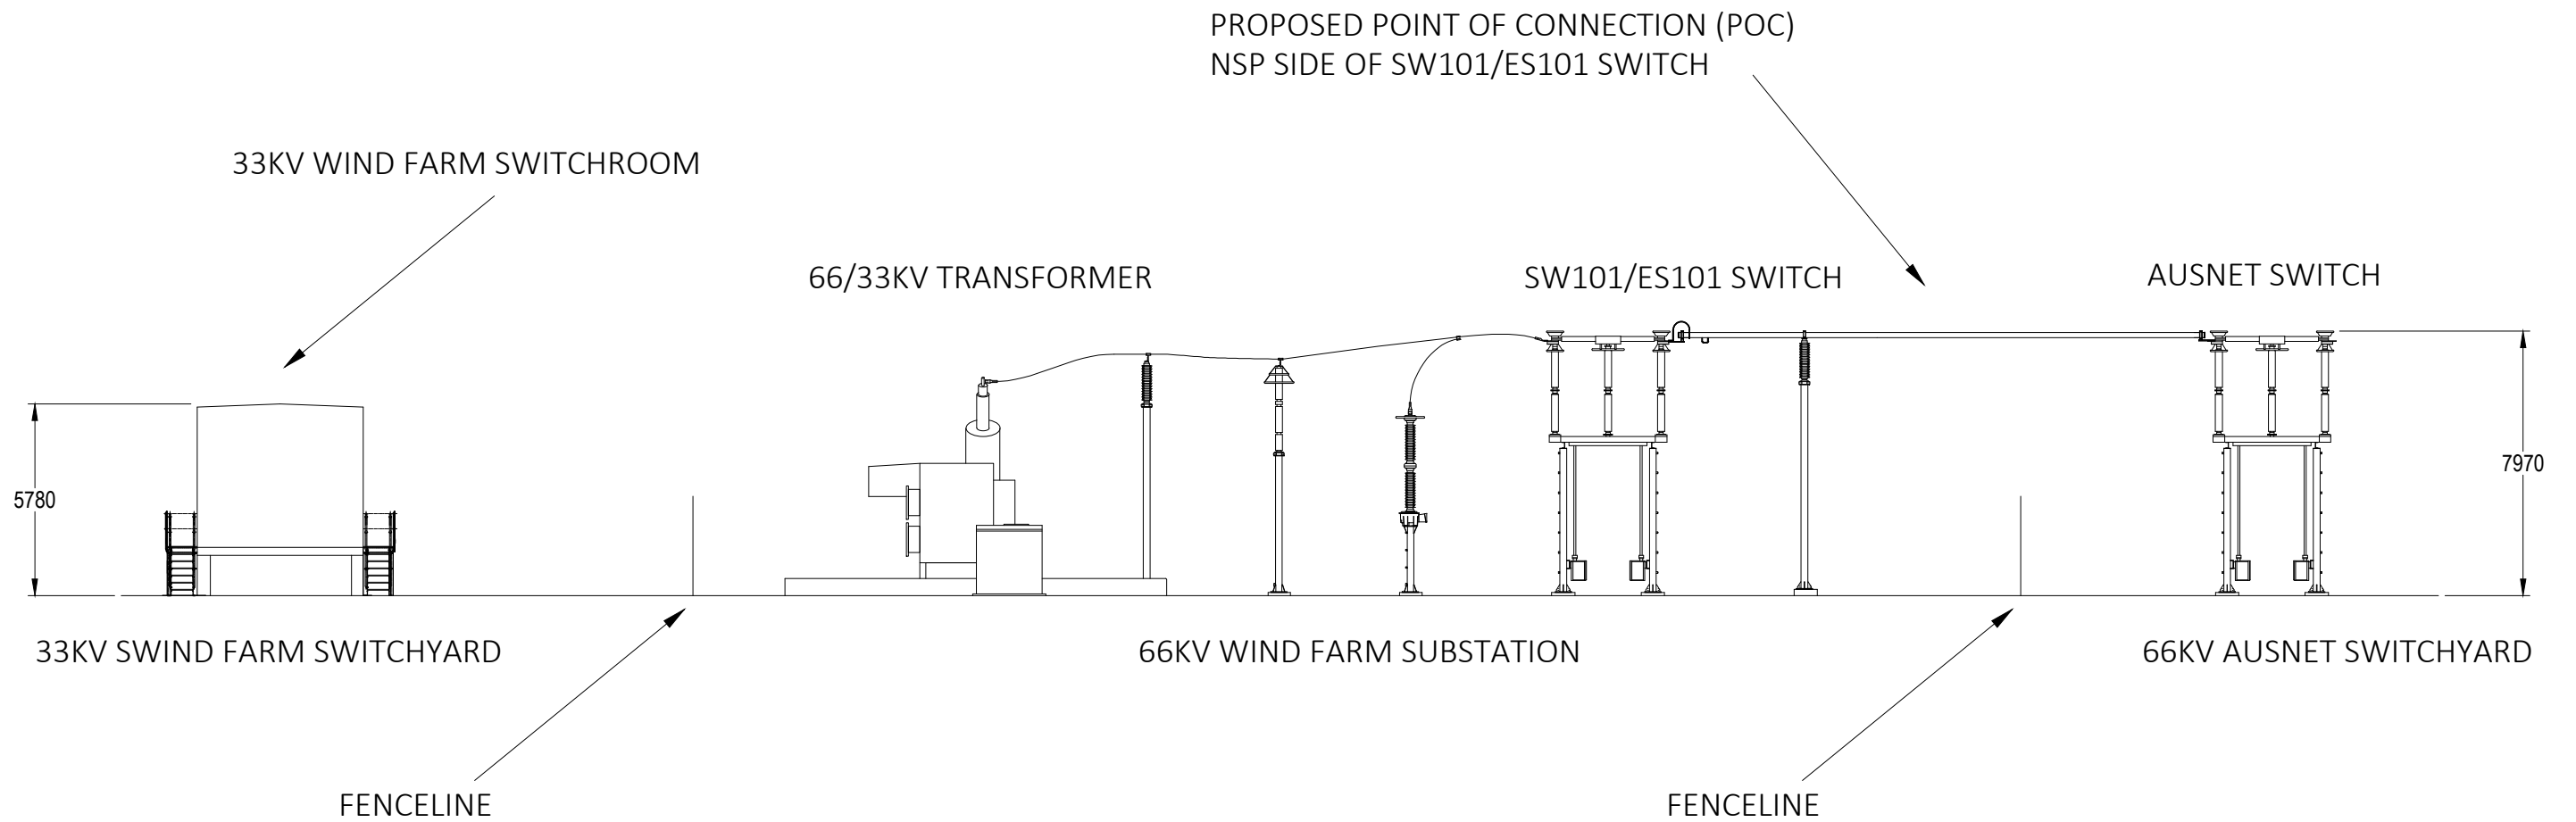 PROPOSED POINT OF CONNECTION (POC)
NSP SIDE OF SW101/ES101 SWITCH
33KV WIND FARM SWITCHROOM
66/33KV TRANSFORMER
SW101/ES101 SWITCH
AUSNET SWITCH
5780
7970
33KV SWIND FARM SWITCHYARD
66KV WIND FARM SUBSTATION
66KV AUSNET SWITCHYARD
FENCELINE
FENCELINE